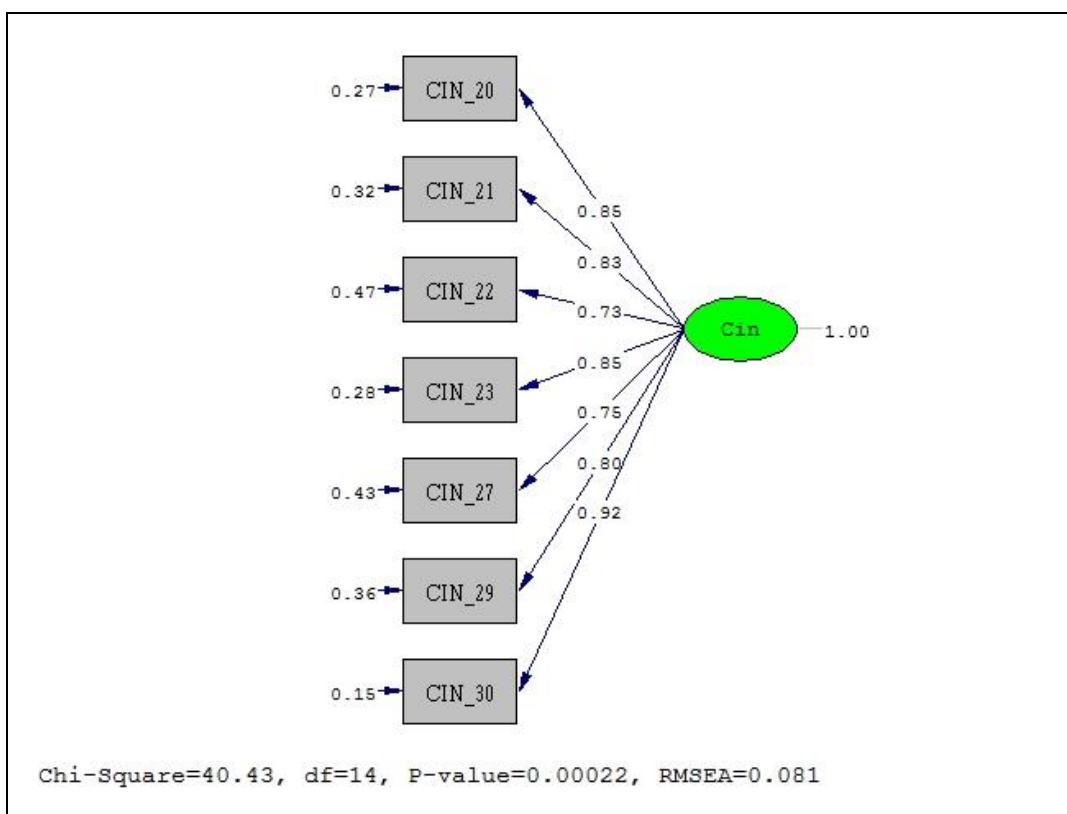 0.27 CIN_20
0.32 CIN_21
0.85
0.83
0.47 CIN_22
0.73
Cin 1.00
0.85
0.28 CIN_23
0.75
0.80
0.43 CIN_27
0.92
0.36 CIN_29
0.15 CIN_30
Chi-Square=40.43, df=14, P-value=0.00022, RMSEA=0.081